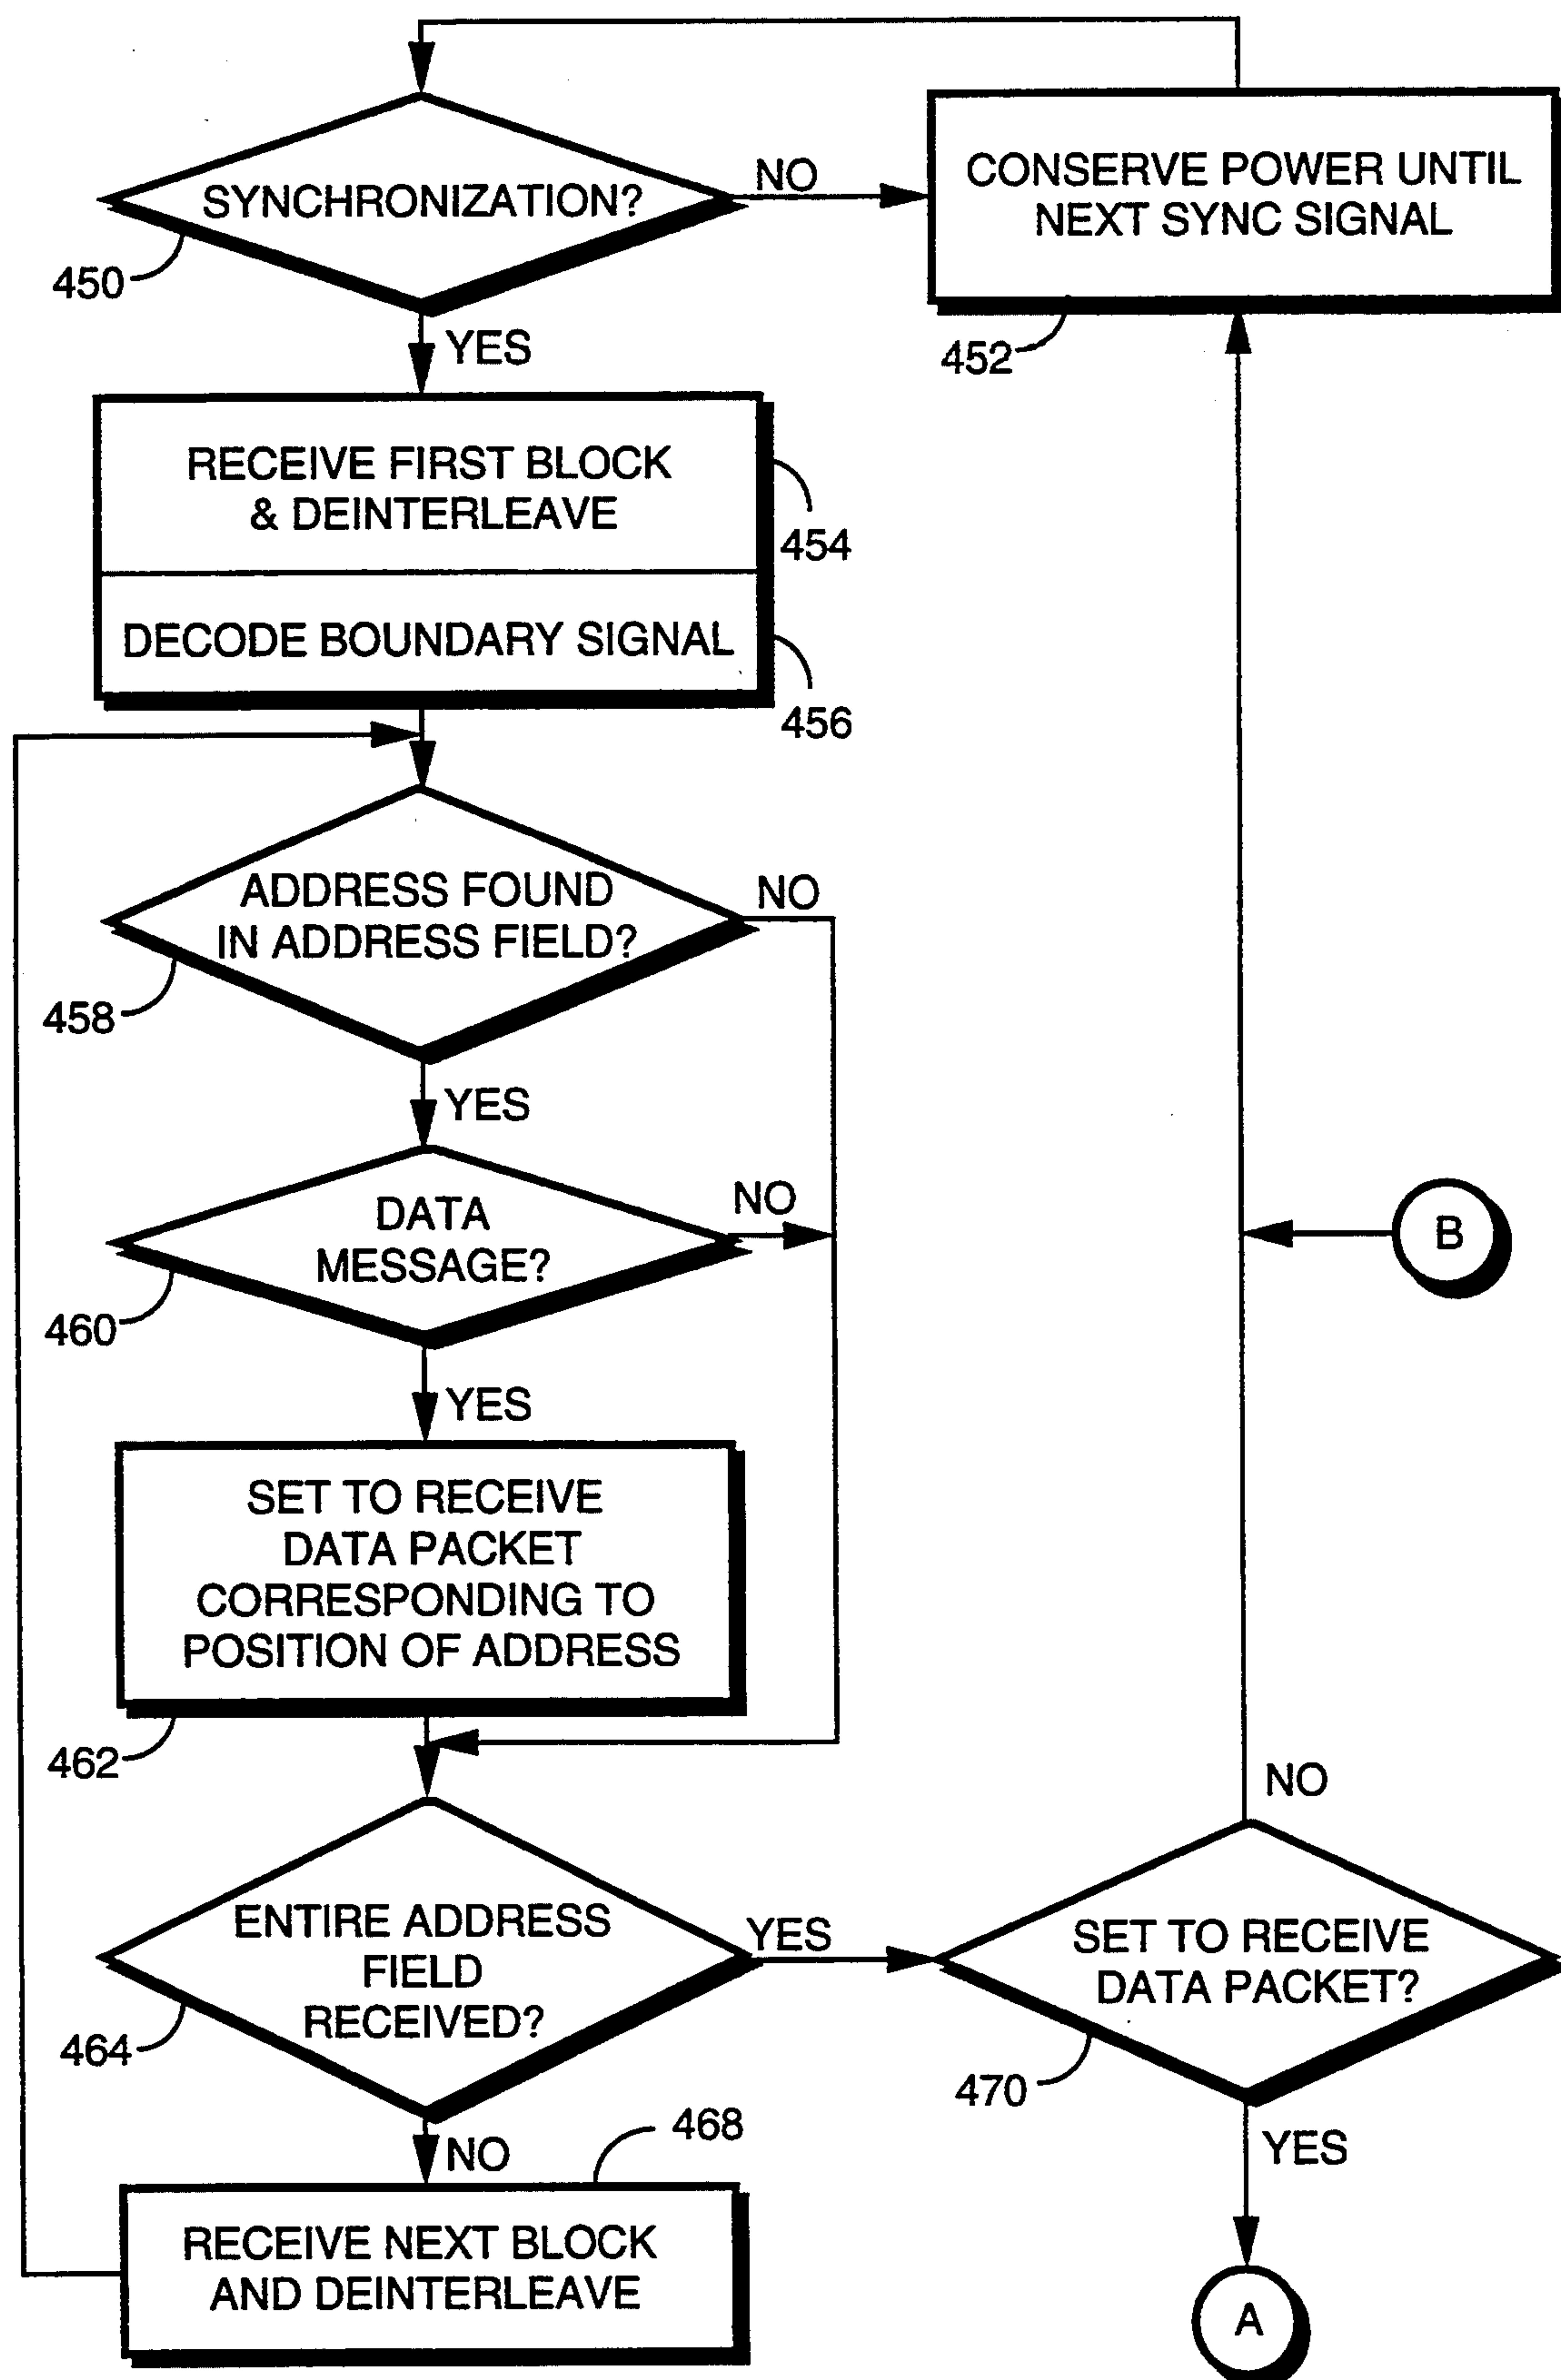 SYNCHRONIZATION?
NO
450
YES
CONSERVE POWER UNTIL
NEXT SYNC SIGNAL
452
RECEIVE FIRST BLOCK
& DEINTERLEAVE
454
DECODE BOUNDARY SIGNAL
456
ADDRESS FOUND
IN ADDRESS FIELD?
NO
458
YES
DATA
MESSAGE?
NO
460
YES
B
SET TO RECEIVE
DATA PACKET
CORRESPONDING TO
POSITION OF ADDRESS
462
ENTIRE ADDRESS
FIELD
RECEIVED?
YES
464
NO
NO
SET TO RECEIVE
DATA PACKET?
470
YES
468
RECEIVE NEXT BLOCK
AND DEINTERLEAVE
A